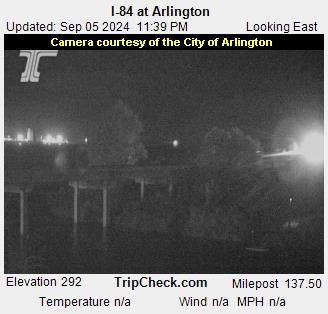 I-84 at Arlington
Updated: Sep 05 2024 11:39 PM Looking East
Camera courtesy of the City of Arlington
Elevation 292 TripCheck.com Milepost 137.50
Temperature n/a Wind n/a MPH n/a